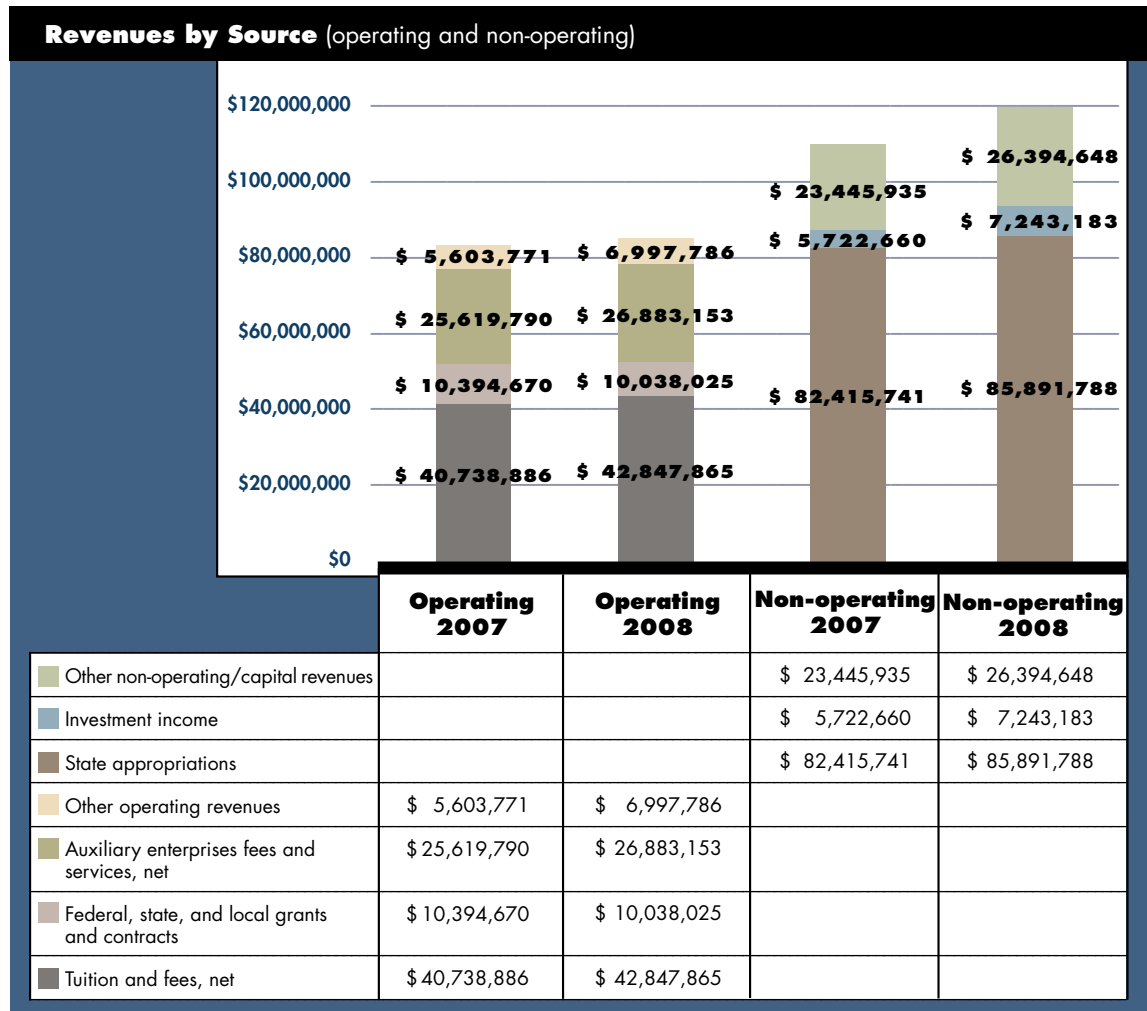 Revenues by Source (operating and non-operating)
$120,000,000
$ 26,394,648
$100,000,000
$ 23,445,935
$ 7,243,183
$ 5,722,660
$80,000,000
$ 5,603,771
$ 6,997,786
$60,000,000
$ 25,619,790
$ 26,883,153
$ 10,394,670
$ 10,038,025
$ 82,415,741
$ 85,891,788
$40,000,000
$ 40,738,886
$ 42,847,865
$20,000,000
$0
Operating 2007
Operating 2008
Non-operating 2007
Non-operating 2008
Other non-operating/capital revenues $ 23,445,935 $ 26,394,648
Investment income $ 5,722,660 $ 7,243,183
State appropriations $ 82,415,741 $ 85,891,788
Other operating revenues $ 5,603,771 $ 6,997,786
Auxiliary enterprises fees and $ 25,619,790 $ 26,883,153
services, net
Federal, state, and local grants $ 10,394,670 $ 10,038,025
and contracts
Tuition and fees, net $ 40,738,886 $ 42,847,865